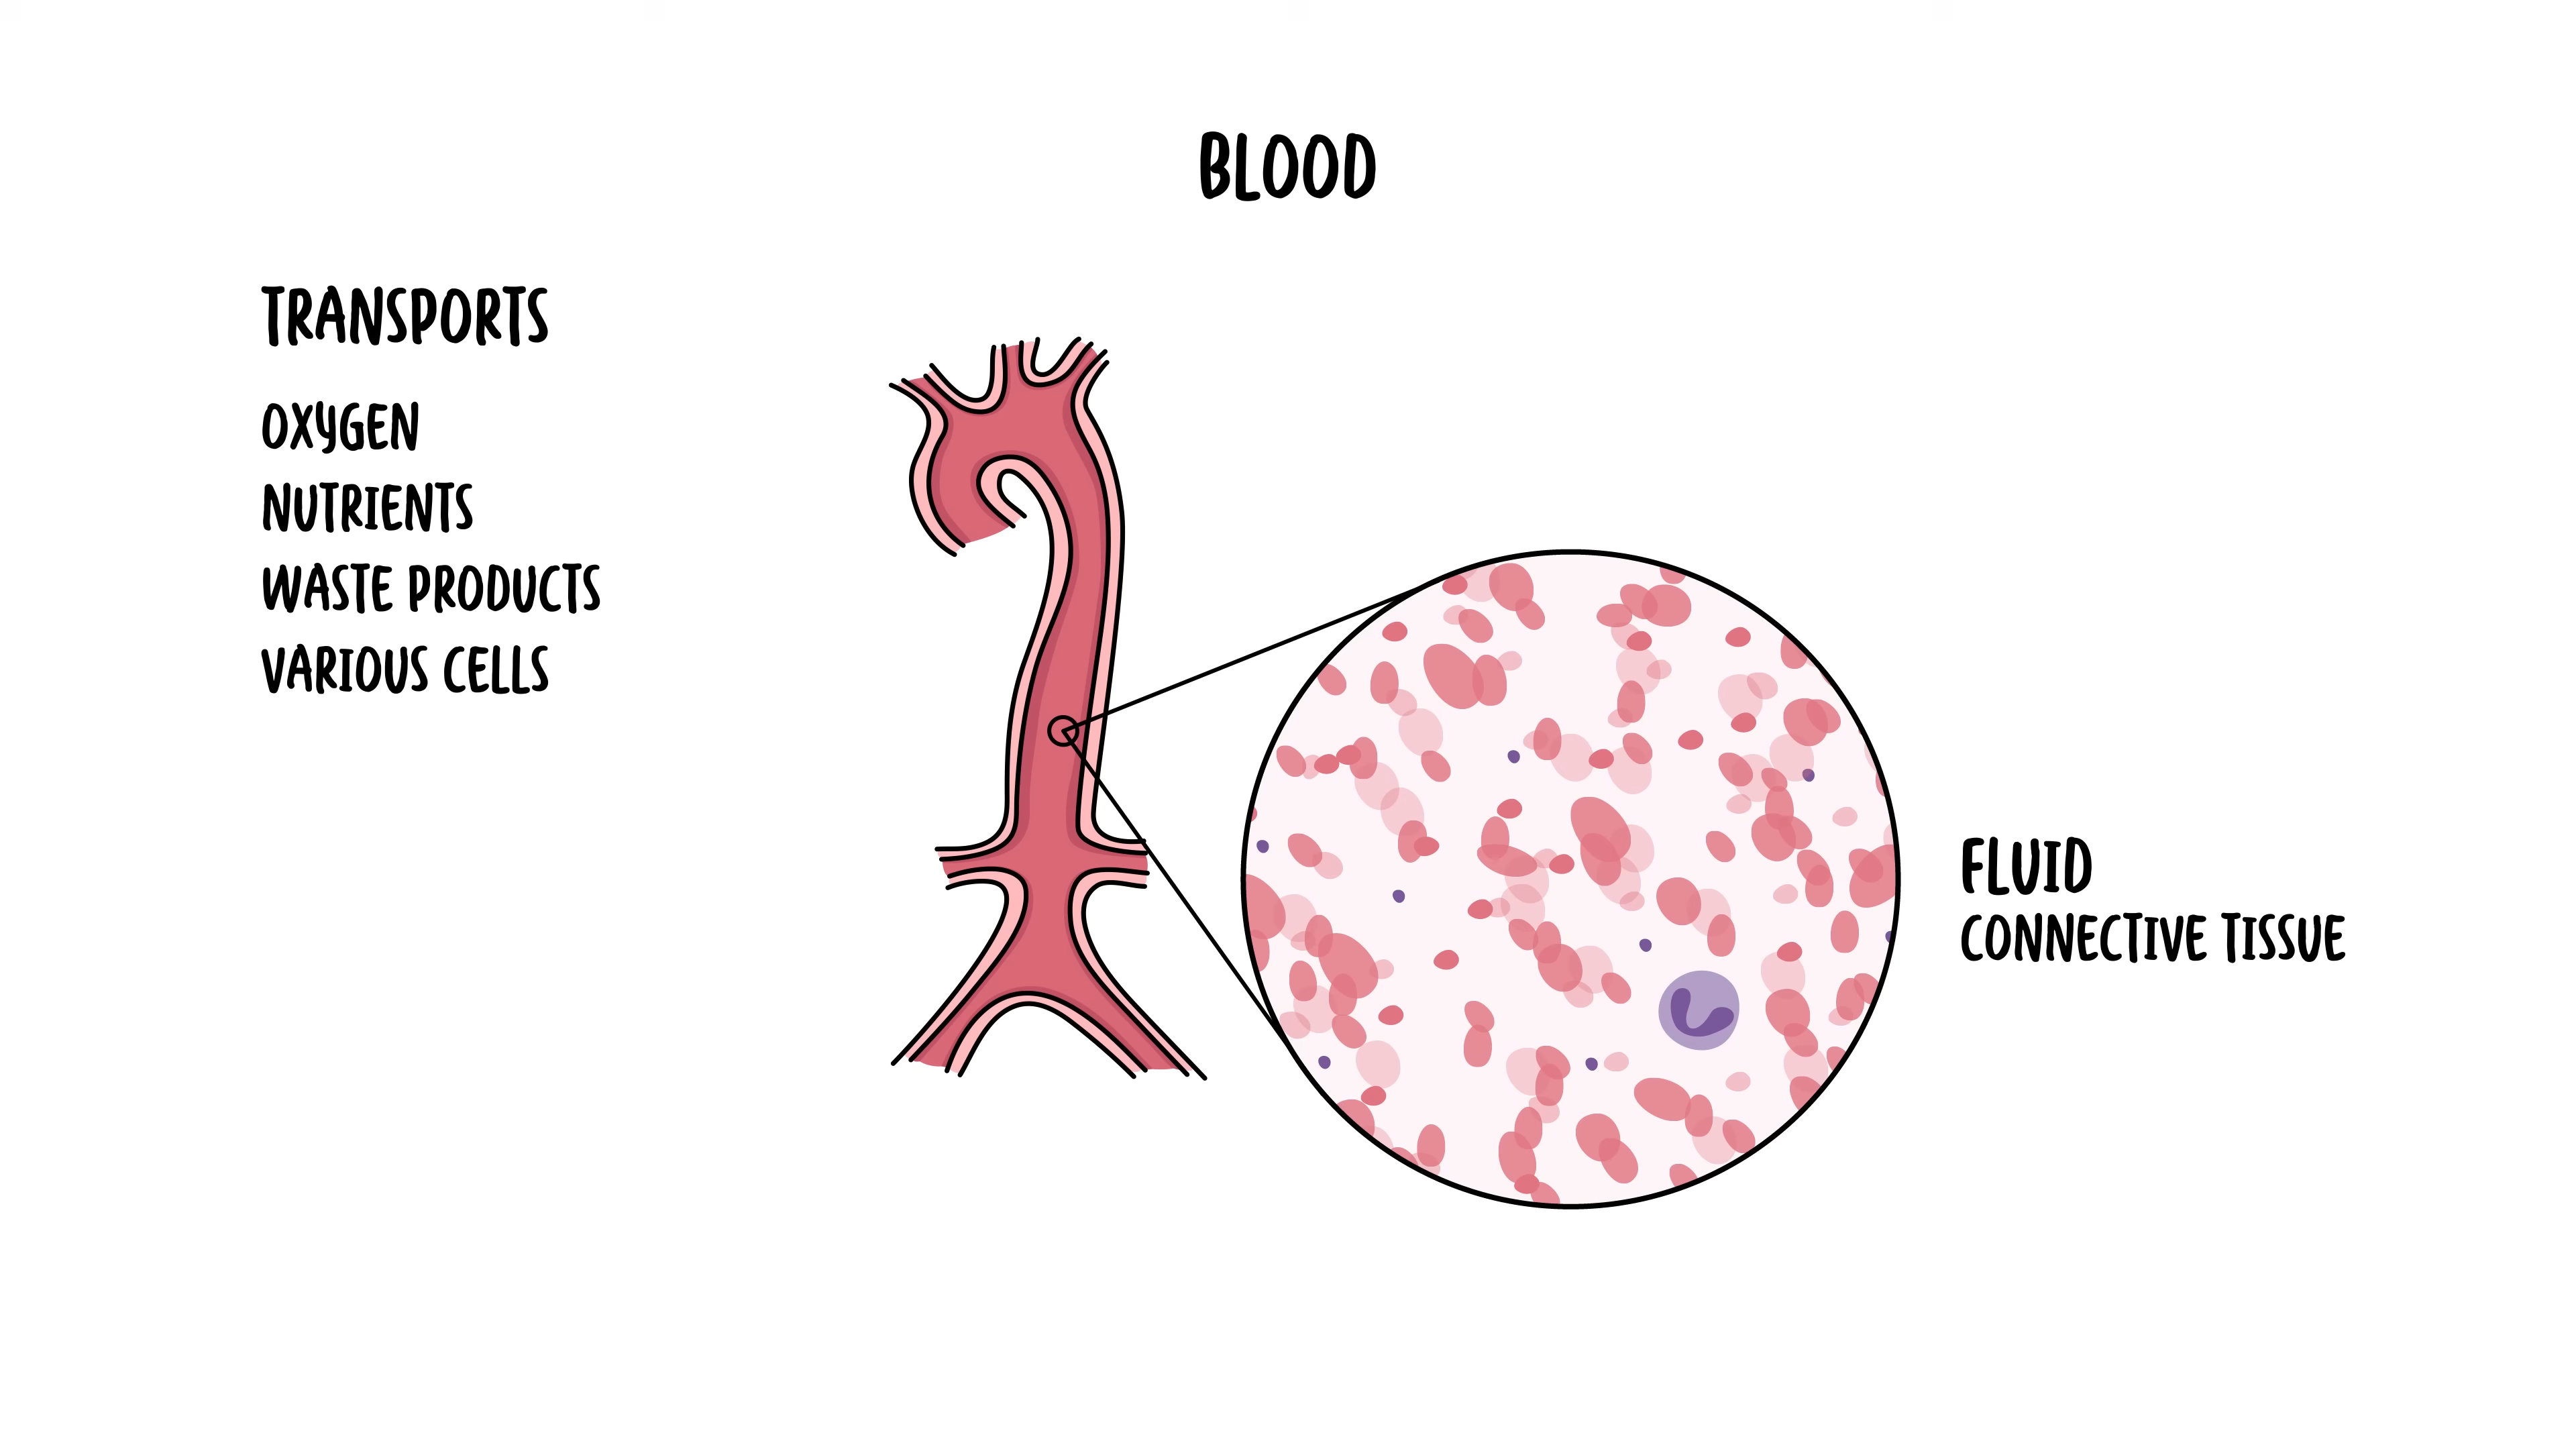 BLOOD
TRANSPORTS
OXYGEN
NUTRIENTS
WASTE PRODUCTS
VARIOUS CELLS
FLUID
CONNECTIVE TISSUE